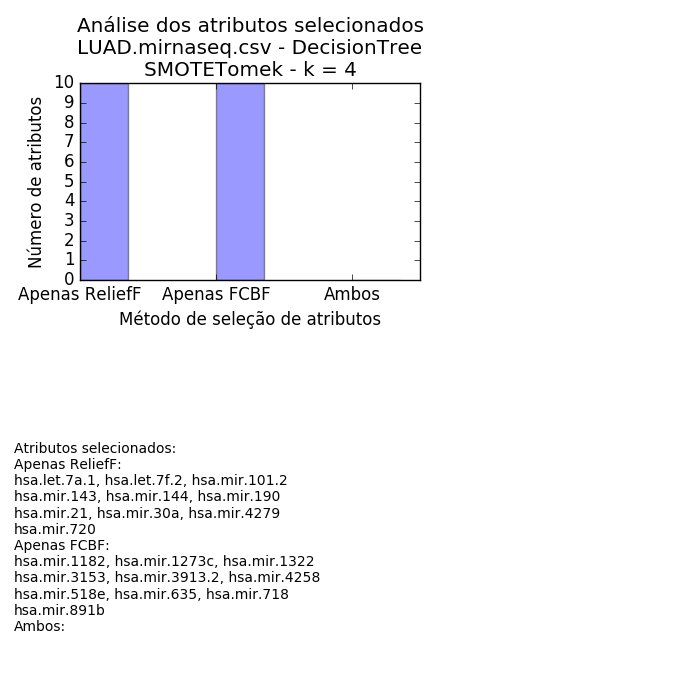 Análise dos atributos selecionados
LUAD.mirnaseq.csv - DecisionTree
SMOTETomek - k = 4
10
9
8
7
6
5
4
3
2
1
0
Número de atributos
Apenas ReliefF Apenas FCBF Ambos
Método de seleção de atributos
Atributos selecionados:
Apenas ReliefF:
hsa.let.7a.1, hsa.let.7f.2, hsa.mir.101.2
hsa.mir.143, hsa.mir.144, hsa.mir.190
hsa.mir.21, hsa.mir.30a, hsa.mir.4279
hsa.mir.720
Apenas FCBF:
hsa.mir.1182, hsa.mir.1273c, hsa.mir.1322
hsa.mir.3153, hsa.mir.3913.2, hsa.mir.4258
hsa.mir.518e, hsa.mir.635, hsa.mir.718
hsa.mir.891b
Ambos: